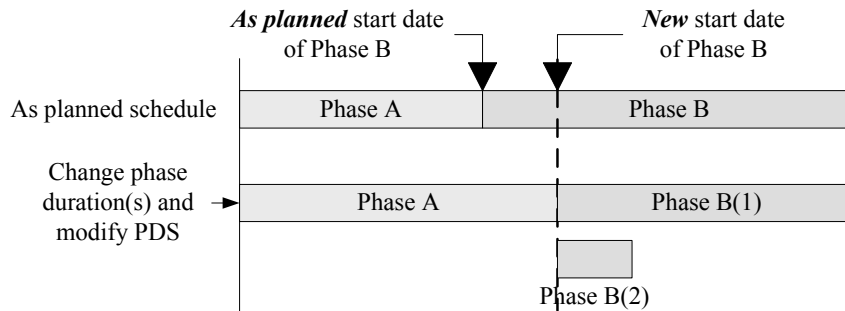 As planned start date
of Phase B
New start date
of Phase B
As planned schedule
Phase A
Phase B
Change phase
duration(s) and
modify PDS
Phase A
Phase B(1)
Phase B(2)